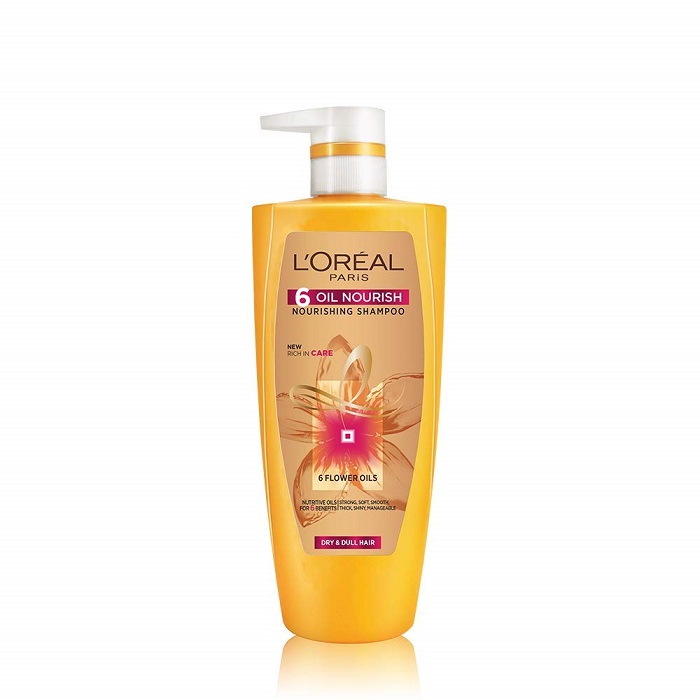 L'ORÉAL
PARIS
6 OIL NOURISH
NOURISHING SHAMPOO
NEW
RICH IN CARE
6 FLOWER OILS
NUTRITIVE OILS | STRONG, SOFT, SMOOTH,
FOR 6 BENEFITS | THICK, SHINY, MANAGEABLE
DRY & DULL HAIR